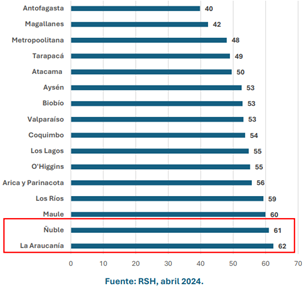 Antofagasta 40
Magallanes 42
Metropoolitana 48
Tarapacá 49
Atacama 50
Aysén 53
Biobío 53
Valparaíso 53
Coquimbo 54
Los Lagos 55
O'Higgins 55
Arica y Parinacota 56
Los Ríos 59
Maule 60
Ñuble 61
La Araucanía 62
0 10 20 30 40 50 60 70
Fuente: RSH, abril 2024.